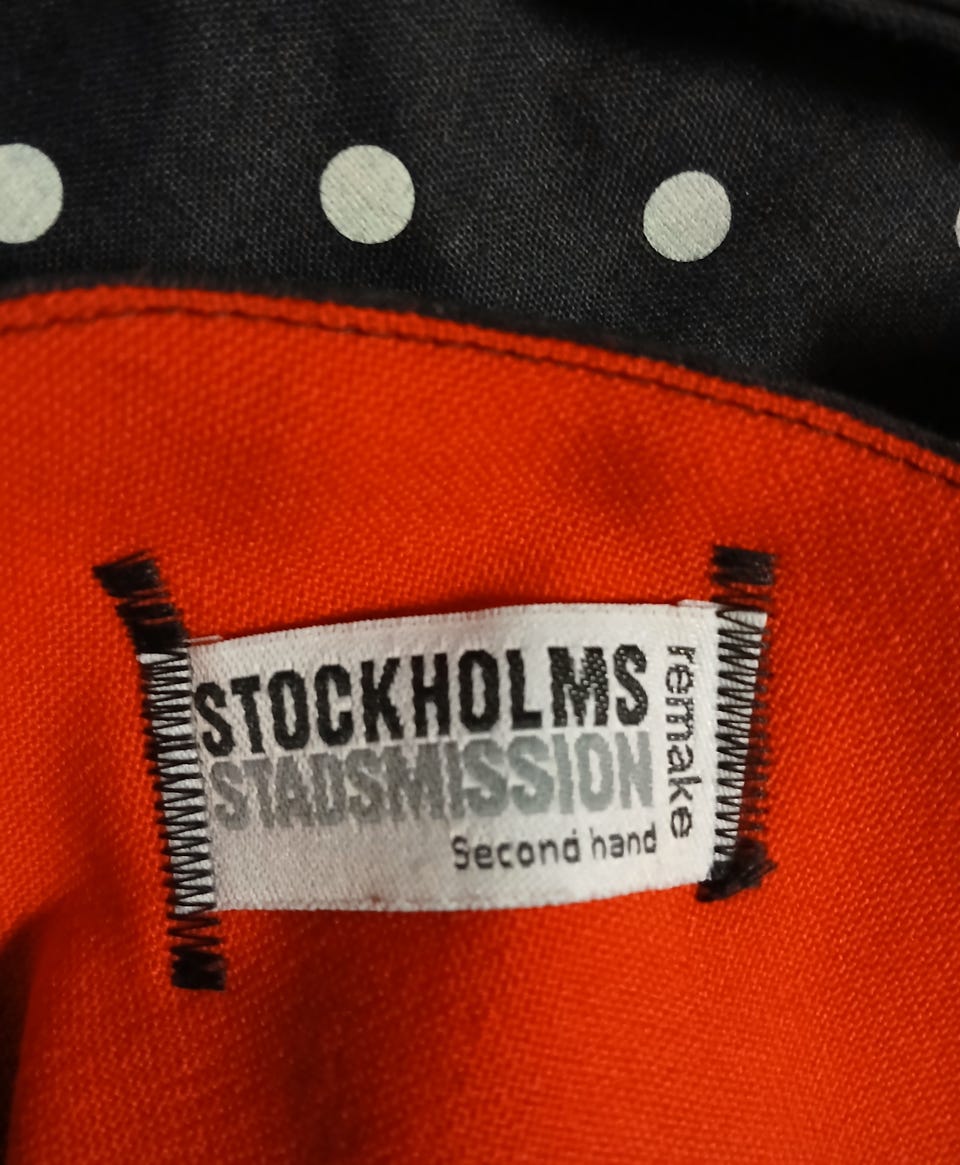 STOCKHOLMS
STADSMISSION
Second hand
remake